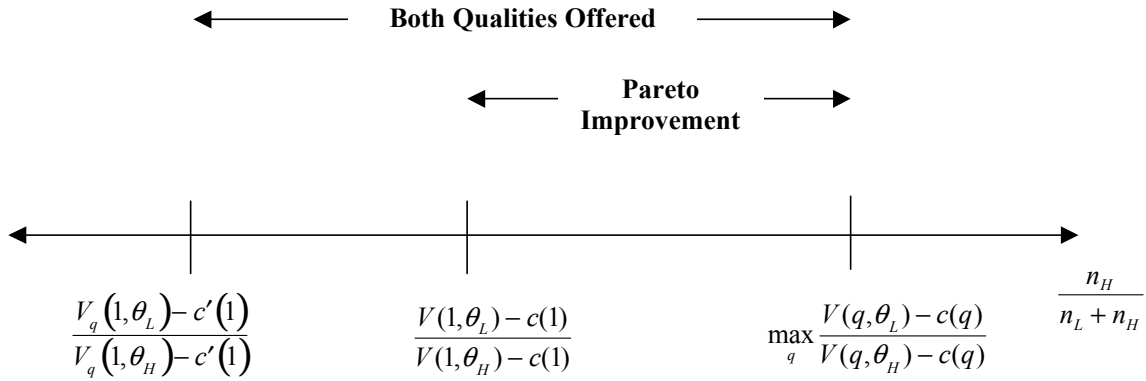 Both Qualities Offered
Pareto
Improvement
V_q(1,θ_L) − c′(1) / V_q(1,θ_H) − c′(1)
V(1,θ_L) − c(1) / V(1,θ_H) − c(1)
max_q V(q,θ_L) − c(q) / V(q,θ_H) − c(q)
n_H / n_L + n_H